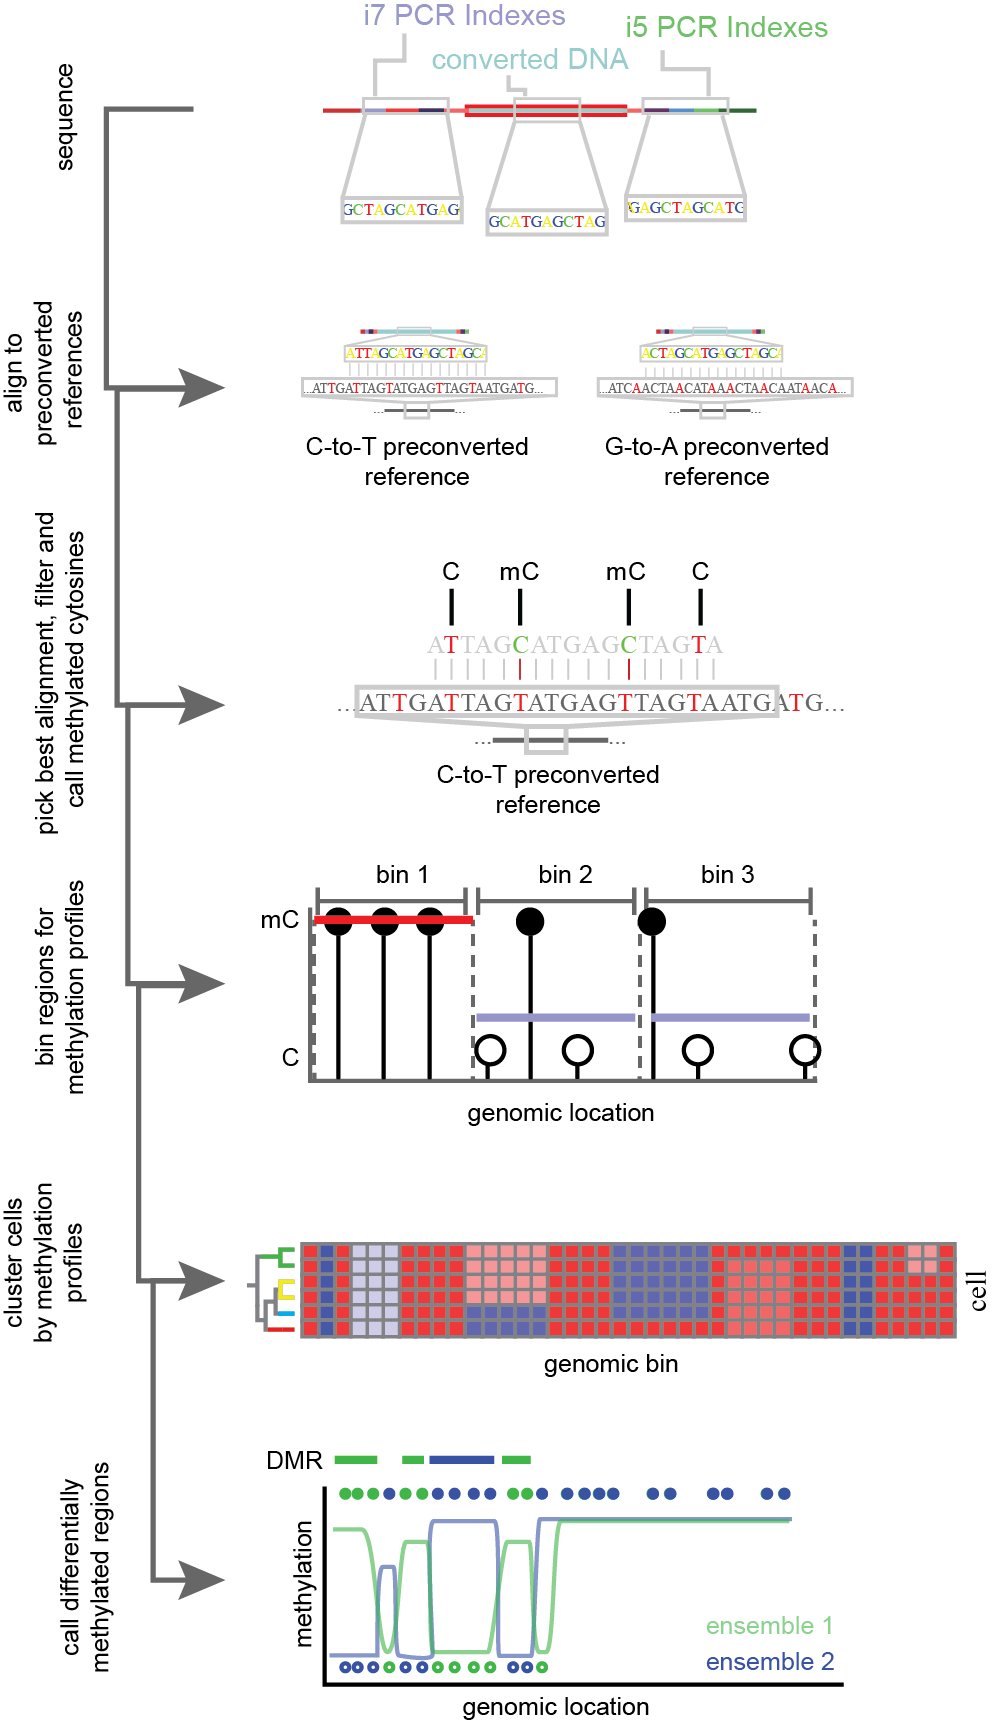 i7 PCR Indexes
i5 PCR Indexes
converted DNA
sequence
GCTAGCATGAG
GCATGAGCTAG
GAGCTAGCATG
align to
preconverted
references
ATTAGCATGAGCTAGCA
ACTAGCATGAGCTAGCA
...ATTGATTAGTATGAGTTAGTAATGATG...
...ATCAACTAACATAAACTAACAATAACA...
... ...
... ...
C-to-T preconverted
reference
G-to-A preconverted
reference
pick best alignment, filter and
call methylated cytosines
C mC mC C
ATTAGCATGAGCTAGTA
...ATTGATTAGTATGAGTTAGTAATGATG...
... ...
C-to-T preconverted
reference
bin regions for
methylation profiles
bin 1 bin 2 bin 3
mC
C
genomic location
cluster cells
by methylation
profiles
cell
genomic bin
call differentially
methylated regions
DMR
methylation
ensemble 1
ensemble 2
genomic location